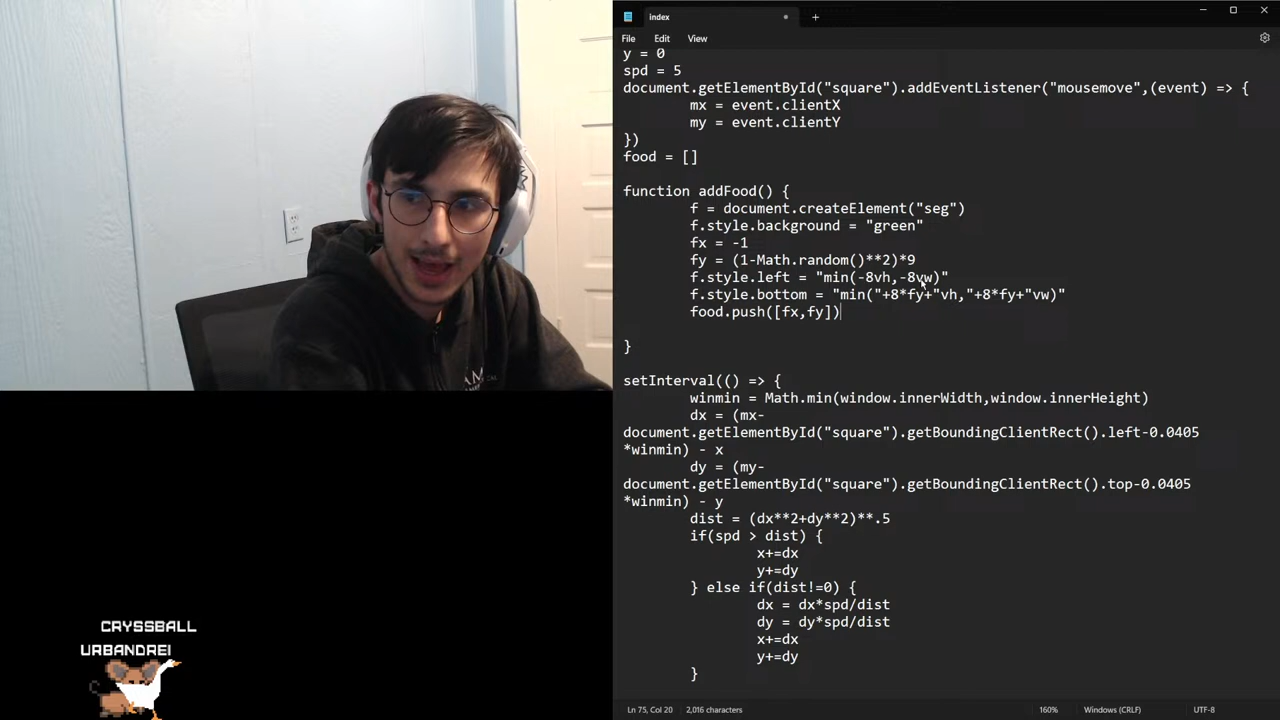 index
File Edit View
y = 0
spd = 5
document.getElementById("square").addEventListener("mousemove",(event) => {
mx = event.clientX
my = event.clientY
})
food = []
function addFood() {
f = document.createElement("seg")
f.style.background = "green"
fx = -1
fy = (1-Math.random()**2)*9
f.style.left = "min(-8vh,-8vw)"
f.style.bottom = "min("+8*fy+"vh,"+8*fy+"vw)"
food.push([fx,fy])
}
setInterval(() => {
winmin = Math.min(window.innerWidth,window.innerHeight)
dx = (mx-
document.getElementById("square").getBoundingClientRect().left-0.0405
*winmin) - x
dy = (my-
document.getElementById("square").getBoundingClientRect().top-0.0405
*winmin) - y
dist = (dx**2+dy**2)**.5
if(spd > dist) {
x+=dx
y+=dy
} else if(dist!=0) {
dx = dx*spd/dist
dy = dy*spd/dist
x+=dx
y+=dy
}
Ln 75, Col 20 2,016 characters 160% Windows (CRLF) UTF-8
CRYSSBALL
URBANDREI